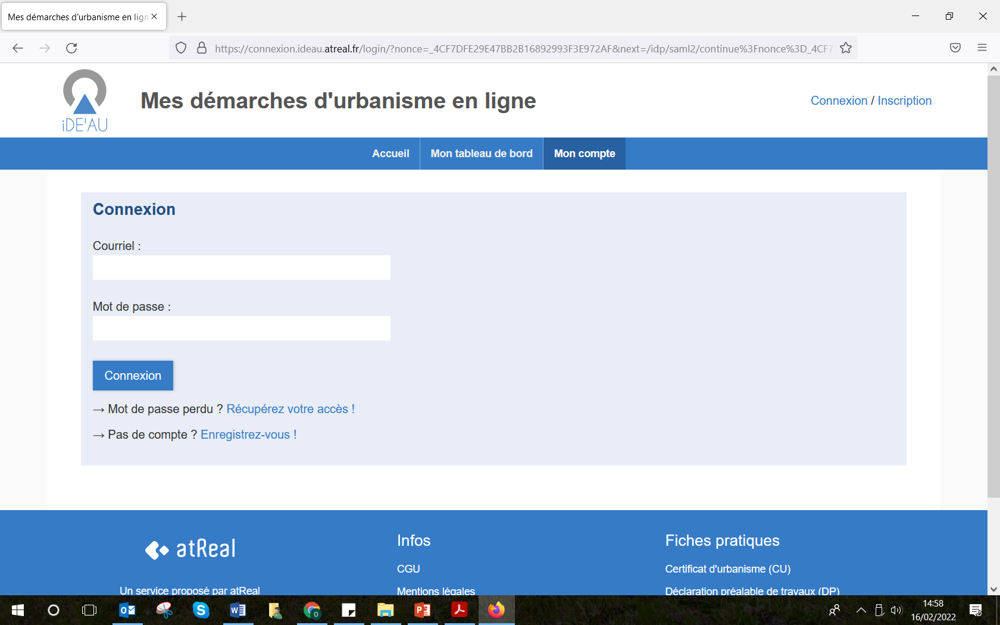 Mes démarches d'urbanisme en lign
https://connexion.ideau.atreal.fr/login/?nonce=_4CF7DFE29E47BB2B16892993F3E972AF&next=/idp/saml2/continue%3Fnonce%3D_4CF7
iDE'AU
Mes démarches d'urbanisme en ligne
Connexion / Inscription
Accueil
Mon tableau de bord
Mon compte
Connexion
Courriel :
Mot de passe :
Connexion
→ Mot de passe perdu ? Récupérez votre accès !
→ Pas de compte ? Enregistrez-vous !
atReal
Un service proposé par atReal
Infos
CGU
Mentions légales
Fiches pratiques
Certificat d'urbanisme (CU)
Déclaration préalable de travaux (DP)
14:58
16/02/2022